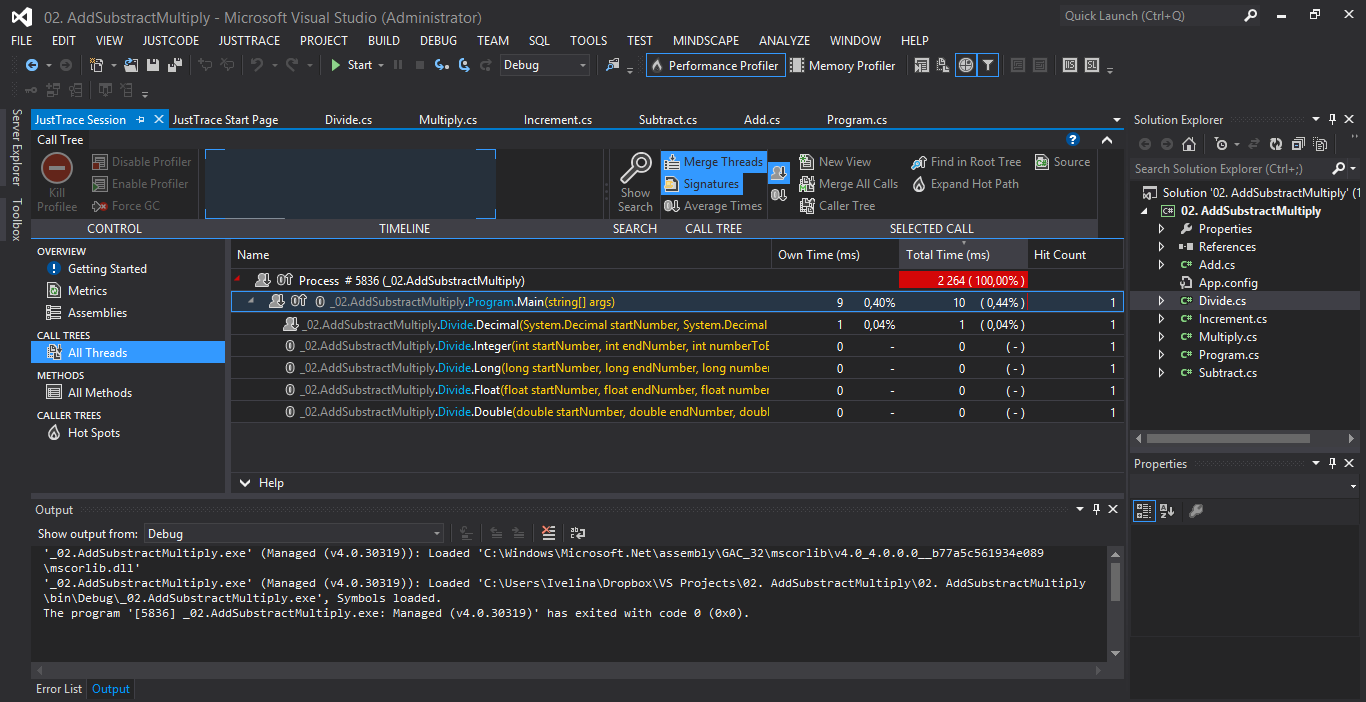 02. AddSubstractMultiply - Microsoft Visual Studio (Administrator)
Quick Launch (Ctrl+Q)
FILE EDIT VIEW JUSTCODE JUSTTRACE PROJECT BUILD DEBUG TEAM SQL TOOLS TEST MINDSCAPE ANALYZE WINDOW HELP
Start Debug Performance Profiler Memory Profiler
Server Explorer
Toolbox
JustTrace Session JustTrace Start Page Divide.cs Multiply.cs Increment.cs Subtract.cs Add.cs Program.cs
Call Tree
Kill
Profilee
Disable Profiler
Enable Profiler
Force GC
Show
Search
Merge Threads
Signatures
Average Times
New View
Merge All Calls
Caller Tree
Find in Root Tree
Expand Hot Path
Source
CONTROL TIMELINE SEARCH CALL TREE SELECTED CALL
OVERVIEW
Getting Started
Metrics
Assemblies
CALL TREES
All Threads
METHODS
All Methods
CALLER TREES
Hot Spots
Name Own Time (ms) Total Time (ms) Hit Count
Process # 5836 (_02.AddSubstractMultiply) 2 264 ( 100,00% )
_02.AddSubstractMultiply.Program.Main(string[] args) 9 0,40% 10 ( 0,44% ) 1
_02.AddSubstractMultiply.Divide.Decimal(System.Decimal startNumber, System.Decimal 1 0,04% 1 ( 0,04% ) 1
_02.AddSubstractMultiply.Divide.Integer(int startNumber, int endNumber, int numberToE 0 - 0 ( - ) 1
_02.AddSubstractMultiply.Divide.Long(long startNumber, long endNumber, long number 0 - 0 ( - ) 1
_02.AddSubstractMultiply.Divide.Float(float startNumber, float endNumber, float number 0 - 0 ( - ) 1
_02.AddSubstractMultiply.Divide.Double(double startNumber, double endNumber, doubl 0 - 0 ( - ) 1
Help
Output
Show output from: Debug
'_02.AddSubstractMultiply.exe' (Managed (v4.0.30319)): Loaded 'C:\Windows\Microsoft.Net\assembly\GAC_32\mscorlib\v4.0_4.0.0.0__b77a5c561934e089
\mscorlib.dll'
'_02.AddSubstractMultiply.exe' (Managed (v4.0.30319)): Loaded 'C:\Users\Ivelina\Dropbox\VS Projects\02. AddSubstractMultiply\02. AddSubstractMultiply
\bin\Debug\_02.AddSubstractMultiply.exe', Symbols loaded.
The program '[5836] _02.AddSubstractMultiply.exe: Managed (v4.0.30319)' has exited with code 0 (0x0).
Error List Output
Solution Explorer
Search Solution Explorer (Ctrl+;)
Solution '02. AddSubstractMultiply' (1
C# 02. AddSubstractMultiply
Properties
References
C# Add.cs
App.config
C# Divide.cs
C# Increment.cs
C# Multiply.cs
C# Program.cs
C# Subtract.cs
Properties